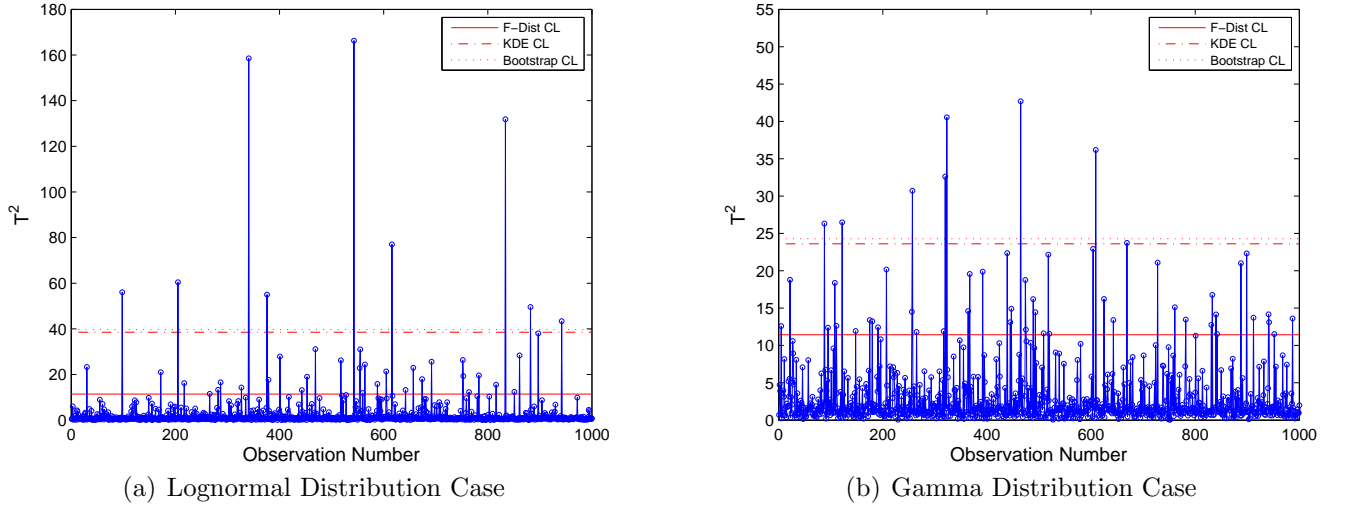 180
160
140
120
100
80
60
40
20
0
T2
0 200 400 600 800 1000
Observation Number
F-Dist CL
KDE CL
Bootstrap CL
(a) Lognormal Distribution Case
55
50
45
40
35
30
25
20
15
10
5
0
T2
0 200 400 600 800 1000
Observation Number
F-Dist CL
KDE CL
Bootstrap CL
(b) Gamma Distribution Case